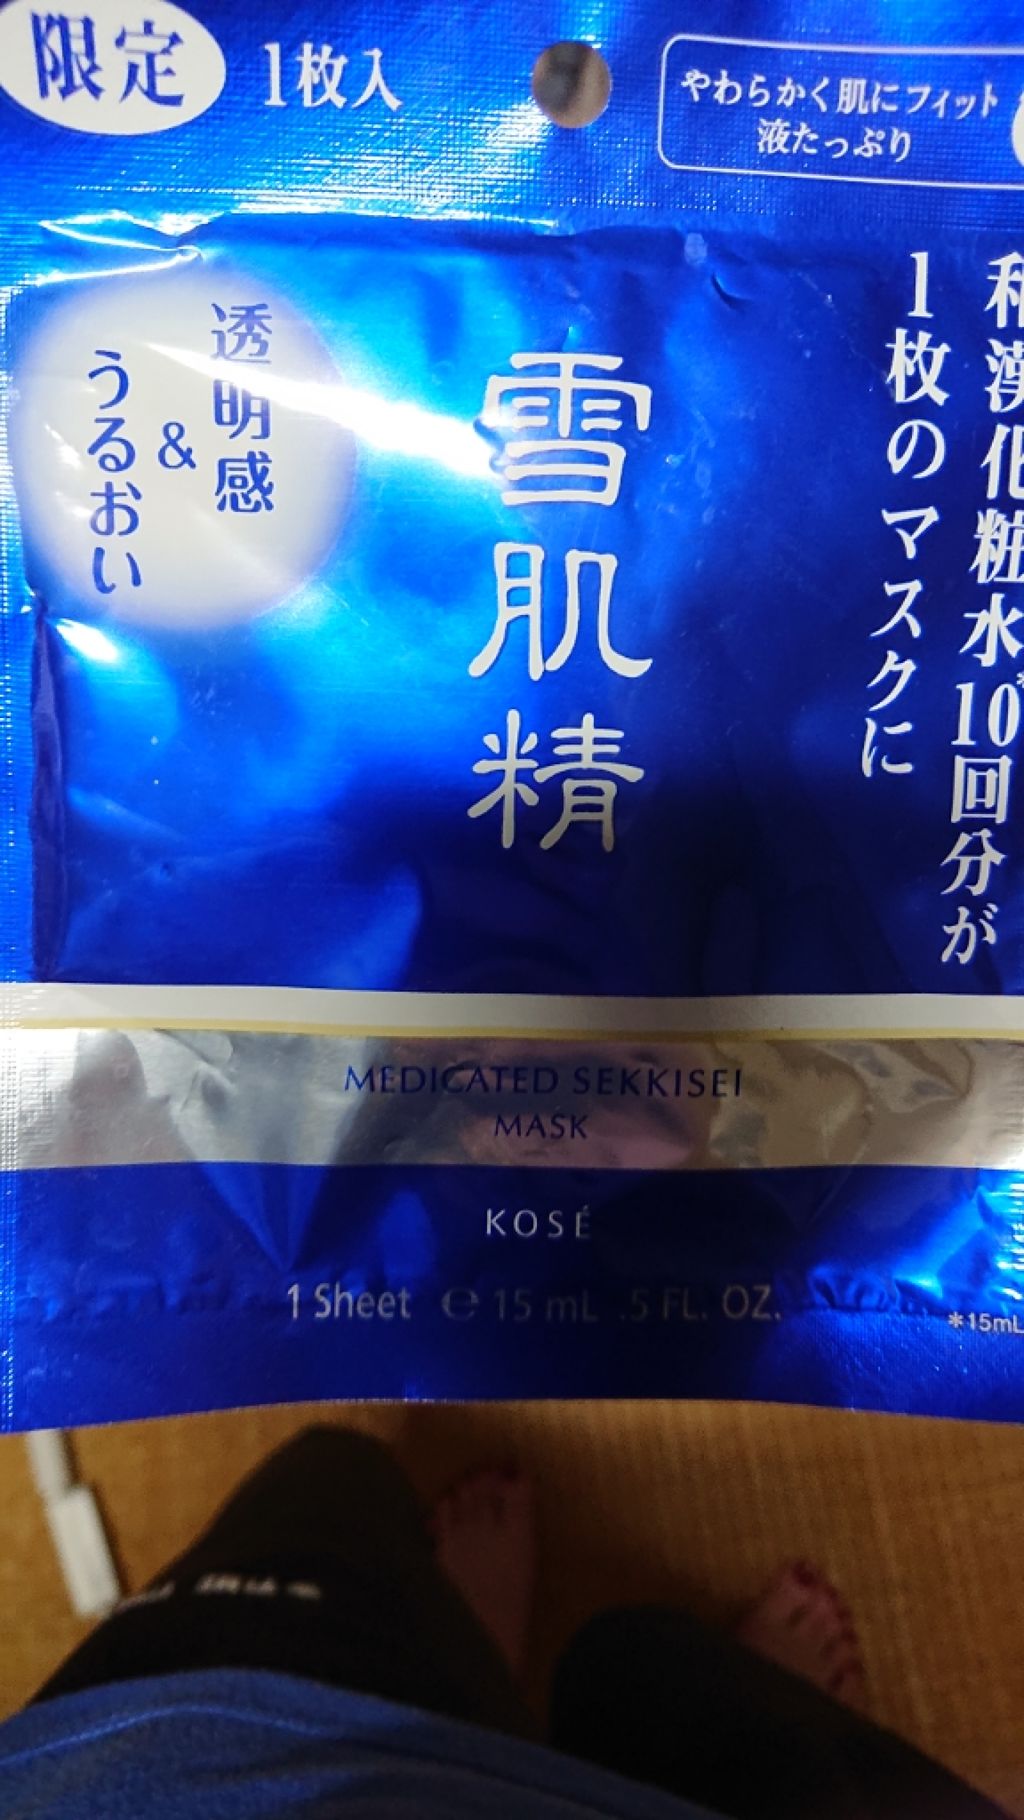 限定
1枚入
やわらかく肌にフィット
液たっぷり
和漢化粧水10回分が
1枚のマスクに
透明感
&
うるおい
雪肌精
MEDICATED SEKKISEI
MASK
KOSÉ
1 Sheet ℮ 15 mL .5 FL. OZ.
*15mL